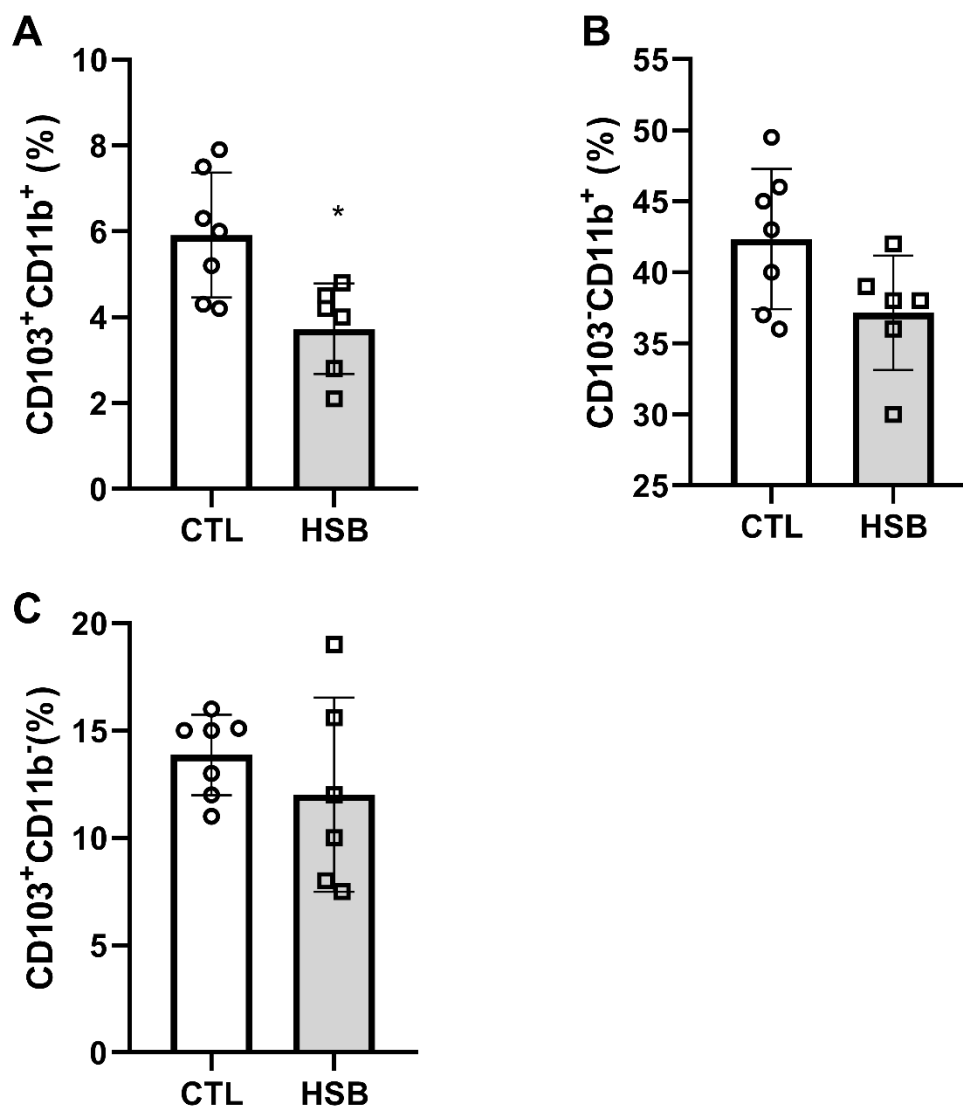 A
CD103⁺CD11b⁺ (%)
10
8
6
4
2
0
*
CTL HSB
B
CD103⁻CD11b⁺ (%)
55
50
45
40
35
30
25
CTL HSB
C
CD103⁺CD11b⁻(%)
20
15
10
5
0
CTL HSB